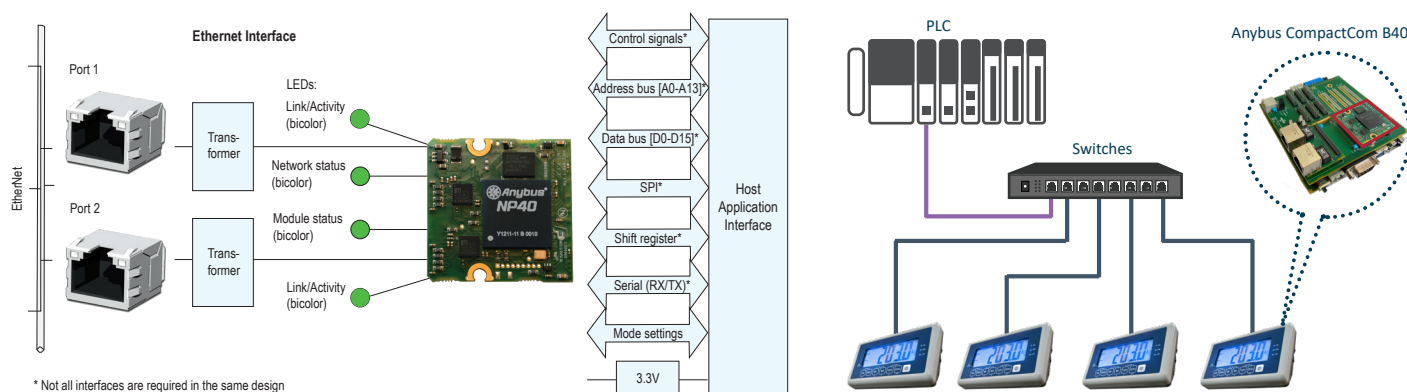 Ethernet Interface
Port 1
LEDs:
Link/Activity
(bicolor)
Trans-
former
Network status
(bicolor)
EtherNet
Port 2
Module status
(bicolor)
Trans-
former
Link/Activity
(bicolor)
Anybus
NP40
Y1211-11 B 0013
Control signals*
Address bus [A0-A13]*
Data bus [D0-D15]*
SPI*
Shift register*
Serial (RX/TX)*
Mode settings
3.3V
Host
Application
Interface
* Not all interfaces are required in the same design
PLC
Anybus CompactCom B40
Switches